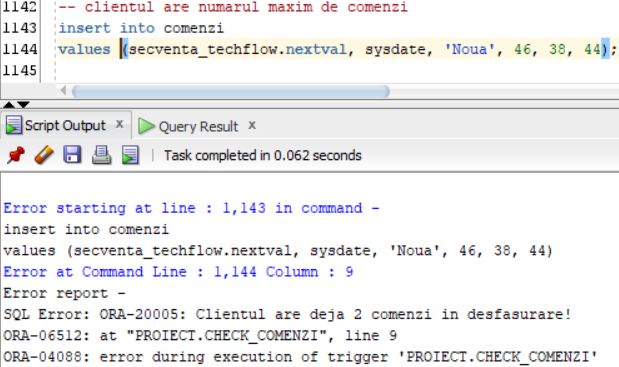 1142 -- clientul are numarul maxim de comenzi
1143 insert into comenzi
1144 values (secventa_techflow.nextval, sysdate, 'Noua', 46, 38, 44);
1145
Script Output x Query Result x
Task completed in 0.062 seconds
Error starting at line : 1,143 in command -
insert into comenzi
values (secventa_techflow.nextval, sysdate, 'Noua', 46, 38, 44)
Error at Command Line : 1,144 Column : 9
Error report -
SQL Error: ORA-20005: Clientul are deja 2 comenzi in desfasurare!
ORA-06512: at "PROIECT.CHECK_COMENZI", line 9
ORA-04088: error during execution of trigger 'PROIECT.CHECK_COMENZI'